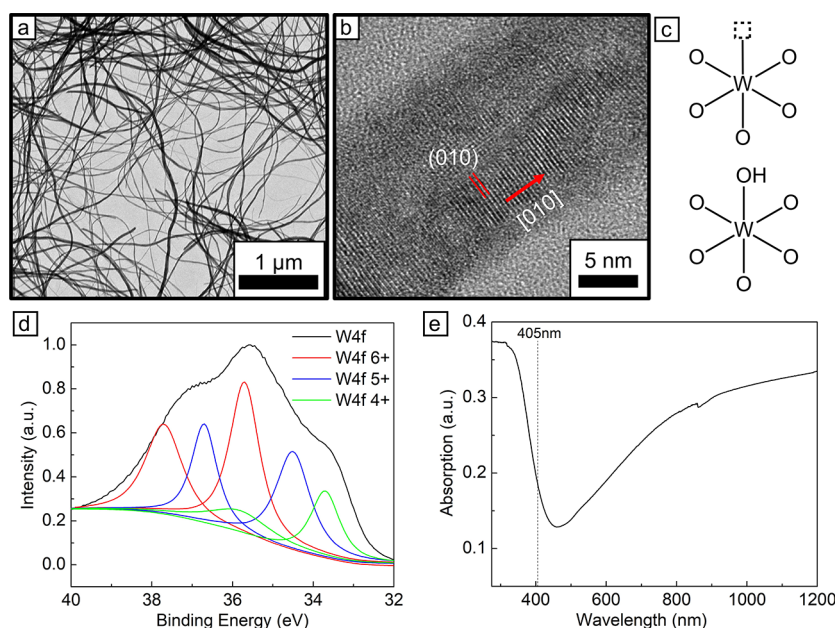 a
1 µm
b
(010)
[010]
5 nm
c
O O
W
O O
O
OH
O O
W
O O
O
d
W4f
W4f 6+
W4f 5+
W4f 4+
1.0
0.8
0.6
0.4
0.2
0.0
Intensity (a.u.)
40 38 36 34 32
Binding Energy (eV)
e
405nm
0.4
0.3
0.2
0.1
Absorption (a.u.)
400 600 800 1000 1200
Wavelength (nm)